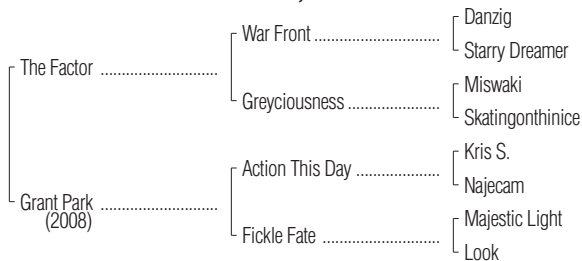 Danzig
War Front ..................
Starry Dreamer
The Factor ..................
Miswaki
Greyciousness ..................
Skatingonthinice
Kris S.
Action This Day ..................
Najecam
Grant Park ..................
(2008)
Majestic Light
Fickle Fate ..................
Look